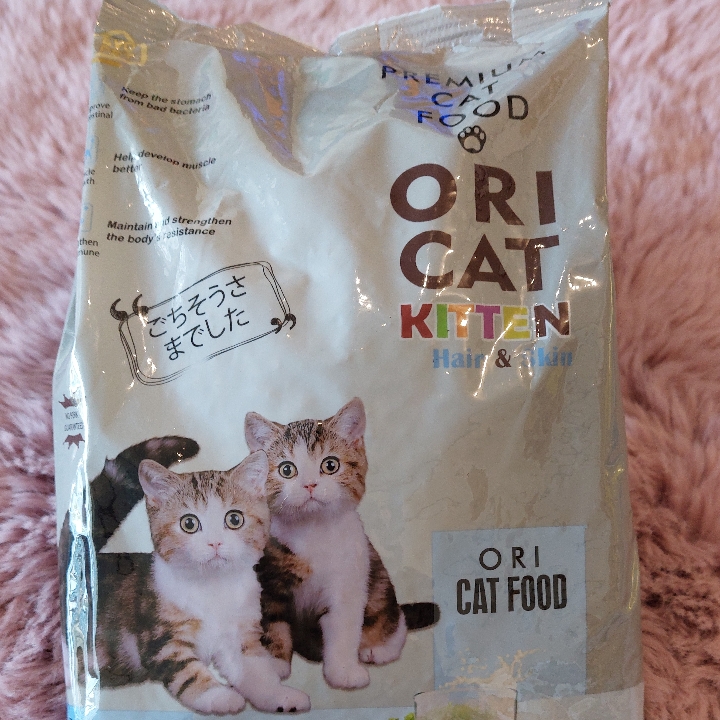 PREMIUM
CAT
FOOD
ORI
CAT
KITTEN
Hair & Skin
Keep the stomach
from bad bacteria
Help develop muscle
better
Maintain and strengthen
the body's resistance
ごちそうさ
までした
ORI
CAT FOOD